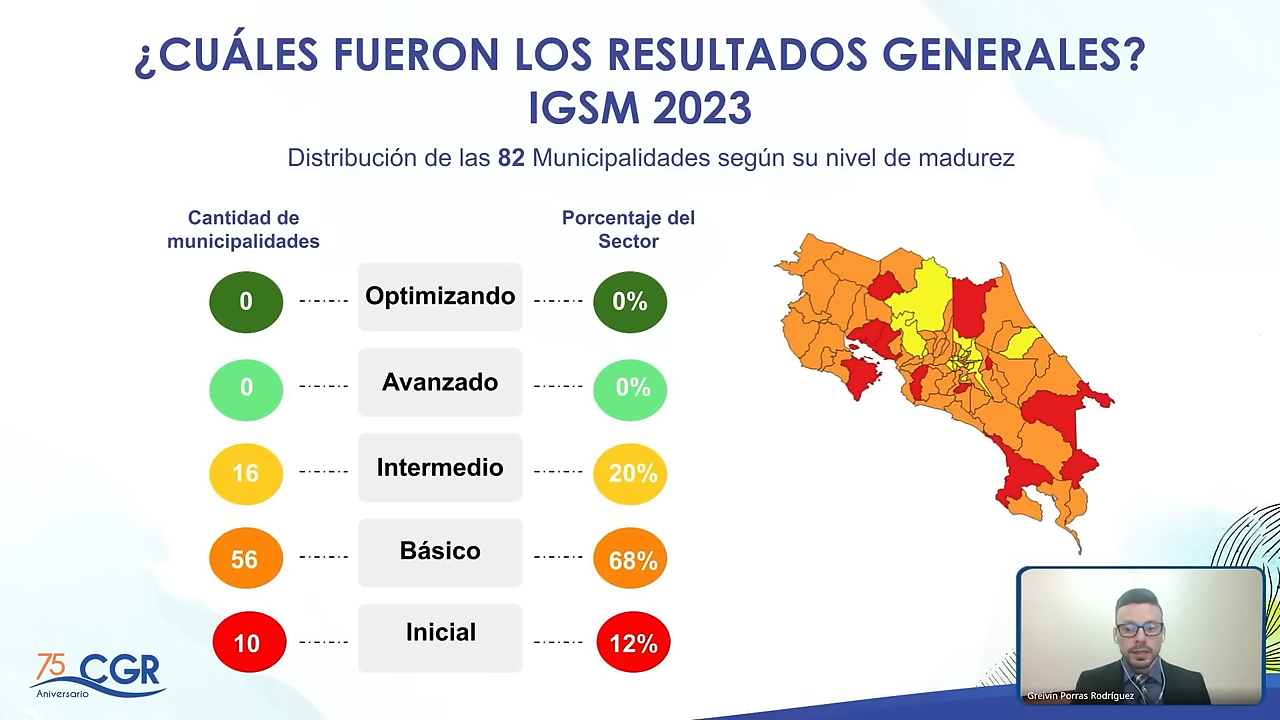 ¿CUÁLES FUERON LOS RESULTADOS GENERALES?
IGSM 2023
Distribución de las 82 Municipalidades según su nivel de madurez
Cantidad de
municipalidades
Porcentaje del
Sector
0 Optimizando 0%
0 Avanzado 0%
16 Intermedio 20%
56 Básico 68%
10 Inicial 12%
75 CGR
Aniversario
Greivin Porras Rodríguez